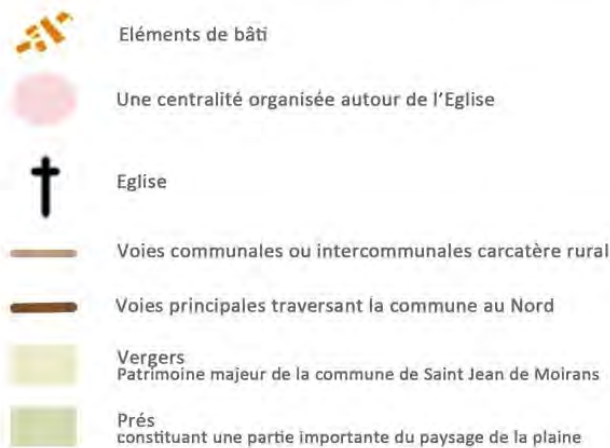 Eléments de bâti
Une centralité organisée autour de l'Eglise
Eglise
Voies communales ou intercommunales carcatère rural
Voies principales traversant la commune au Nord
Vergers
Patrimoine majeur de la commune de Saint Jean de Moirans
Prés
constituant une partie importante du paysage de la plaine